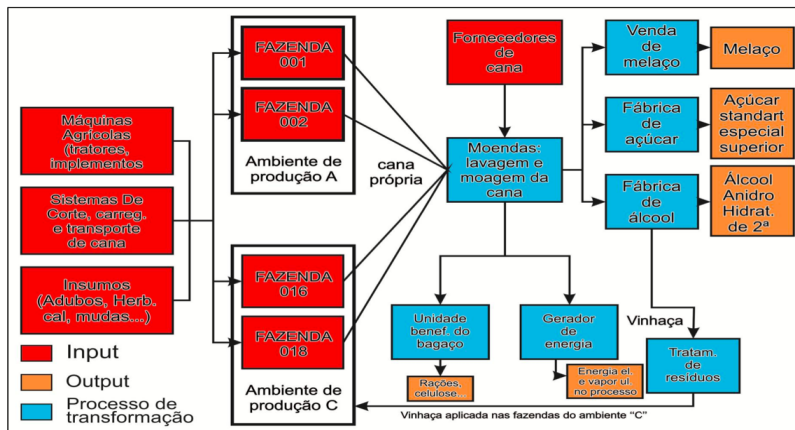 Máquinas
Agrícolas
(tratores,
implementos
Sistemas De
Corte, carreg.
e transporte
de cana
Insumos
(Adubos, Herb.
cal, mudas...)
Input
Output
Processo de
transformação
FAZENDA
001
FAZENDA
002
Ambiente de
produção A
FAZENDA
016
FAZENDA
018
Ambiente de
produção C
cana
própria
Fornecedores
de
cana
Moendas:
lavagem e
moagem da
cana
Venda
de
melaço
Melaço
Fábrica
de
açúcar
Açúcar
standart
especial
superior
Fábrica
de
álcool
Álcool
Anidro
Hidrat.
de 2ª
Unidade
benef. do
bagaço
Rações,
celulose...
Gerador
de
energia
Energia el.
e vapor ul.
no processo
Vinhaça
Tratam.
de
resíduos
Vinhaça aplicada nas fazendas do ambiente "C"